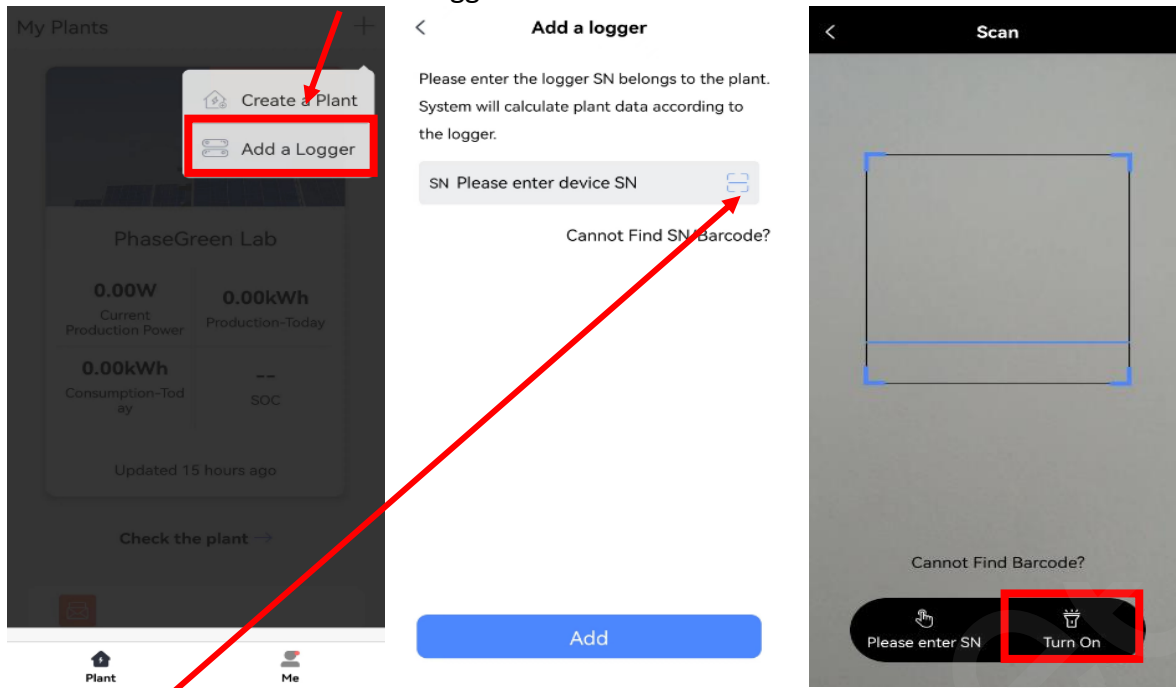 My Plants
Create a Plant
Add a Logger
PhaseGreen Lab
0.00W
Current
Production Power
0.00kWh
Production-Today
0.00kWh
Consumption-Tod
ay
--
SOC
Updated 15 hours ago
Check the plant →
Plant
Me
Add a logger
Please enter the logger SN belongs to the plant.
System will calculate plant data according to
the logger.
SN Please enter device SN
Cannot Find SN/Barcode?
Add
Scan
Cannot Find Barcode?
Please enter SN
Turn On